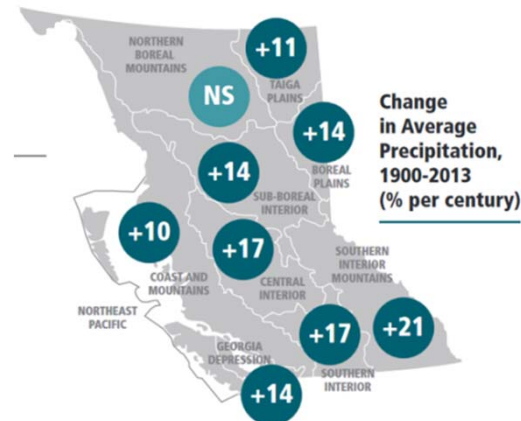 NORTHERN
BOREAL
MOUNTAINS
+11
TAIGA
PLAINS
NS
Change
in Average
Precipitation,
1900-2013
(% per century)
+14
BOREAL
PLAINS
+14
SUB-BOREAL
INTERIOR
+10
COAST AND
MOUNTAINS
+17
CENTRAL
INTERIOR
SOUTHERN
INTERIOR
MOUNTAINS
NORTHEAST
PACIFIC
+21
+17
SOUTHERN
INTERIOR
GEORGIA
DEPRESSION
+14